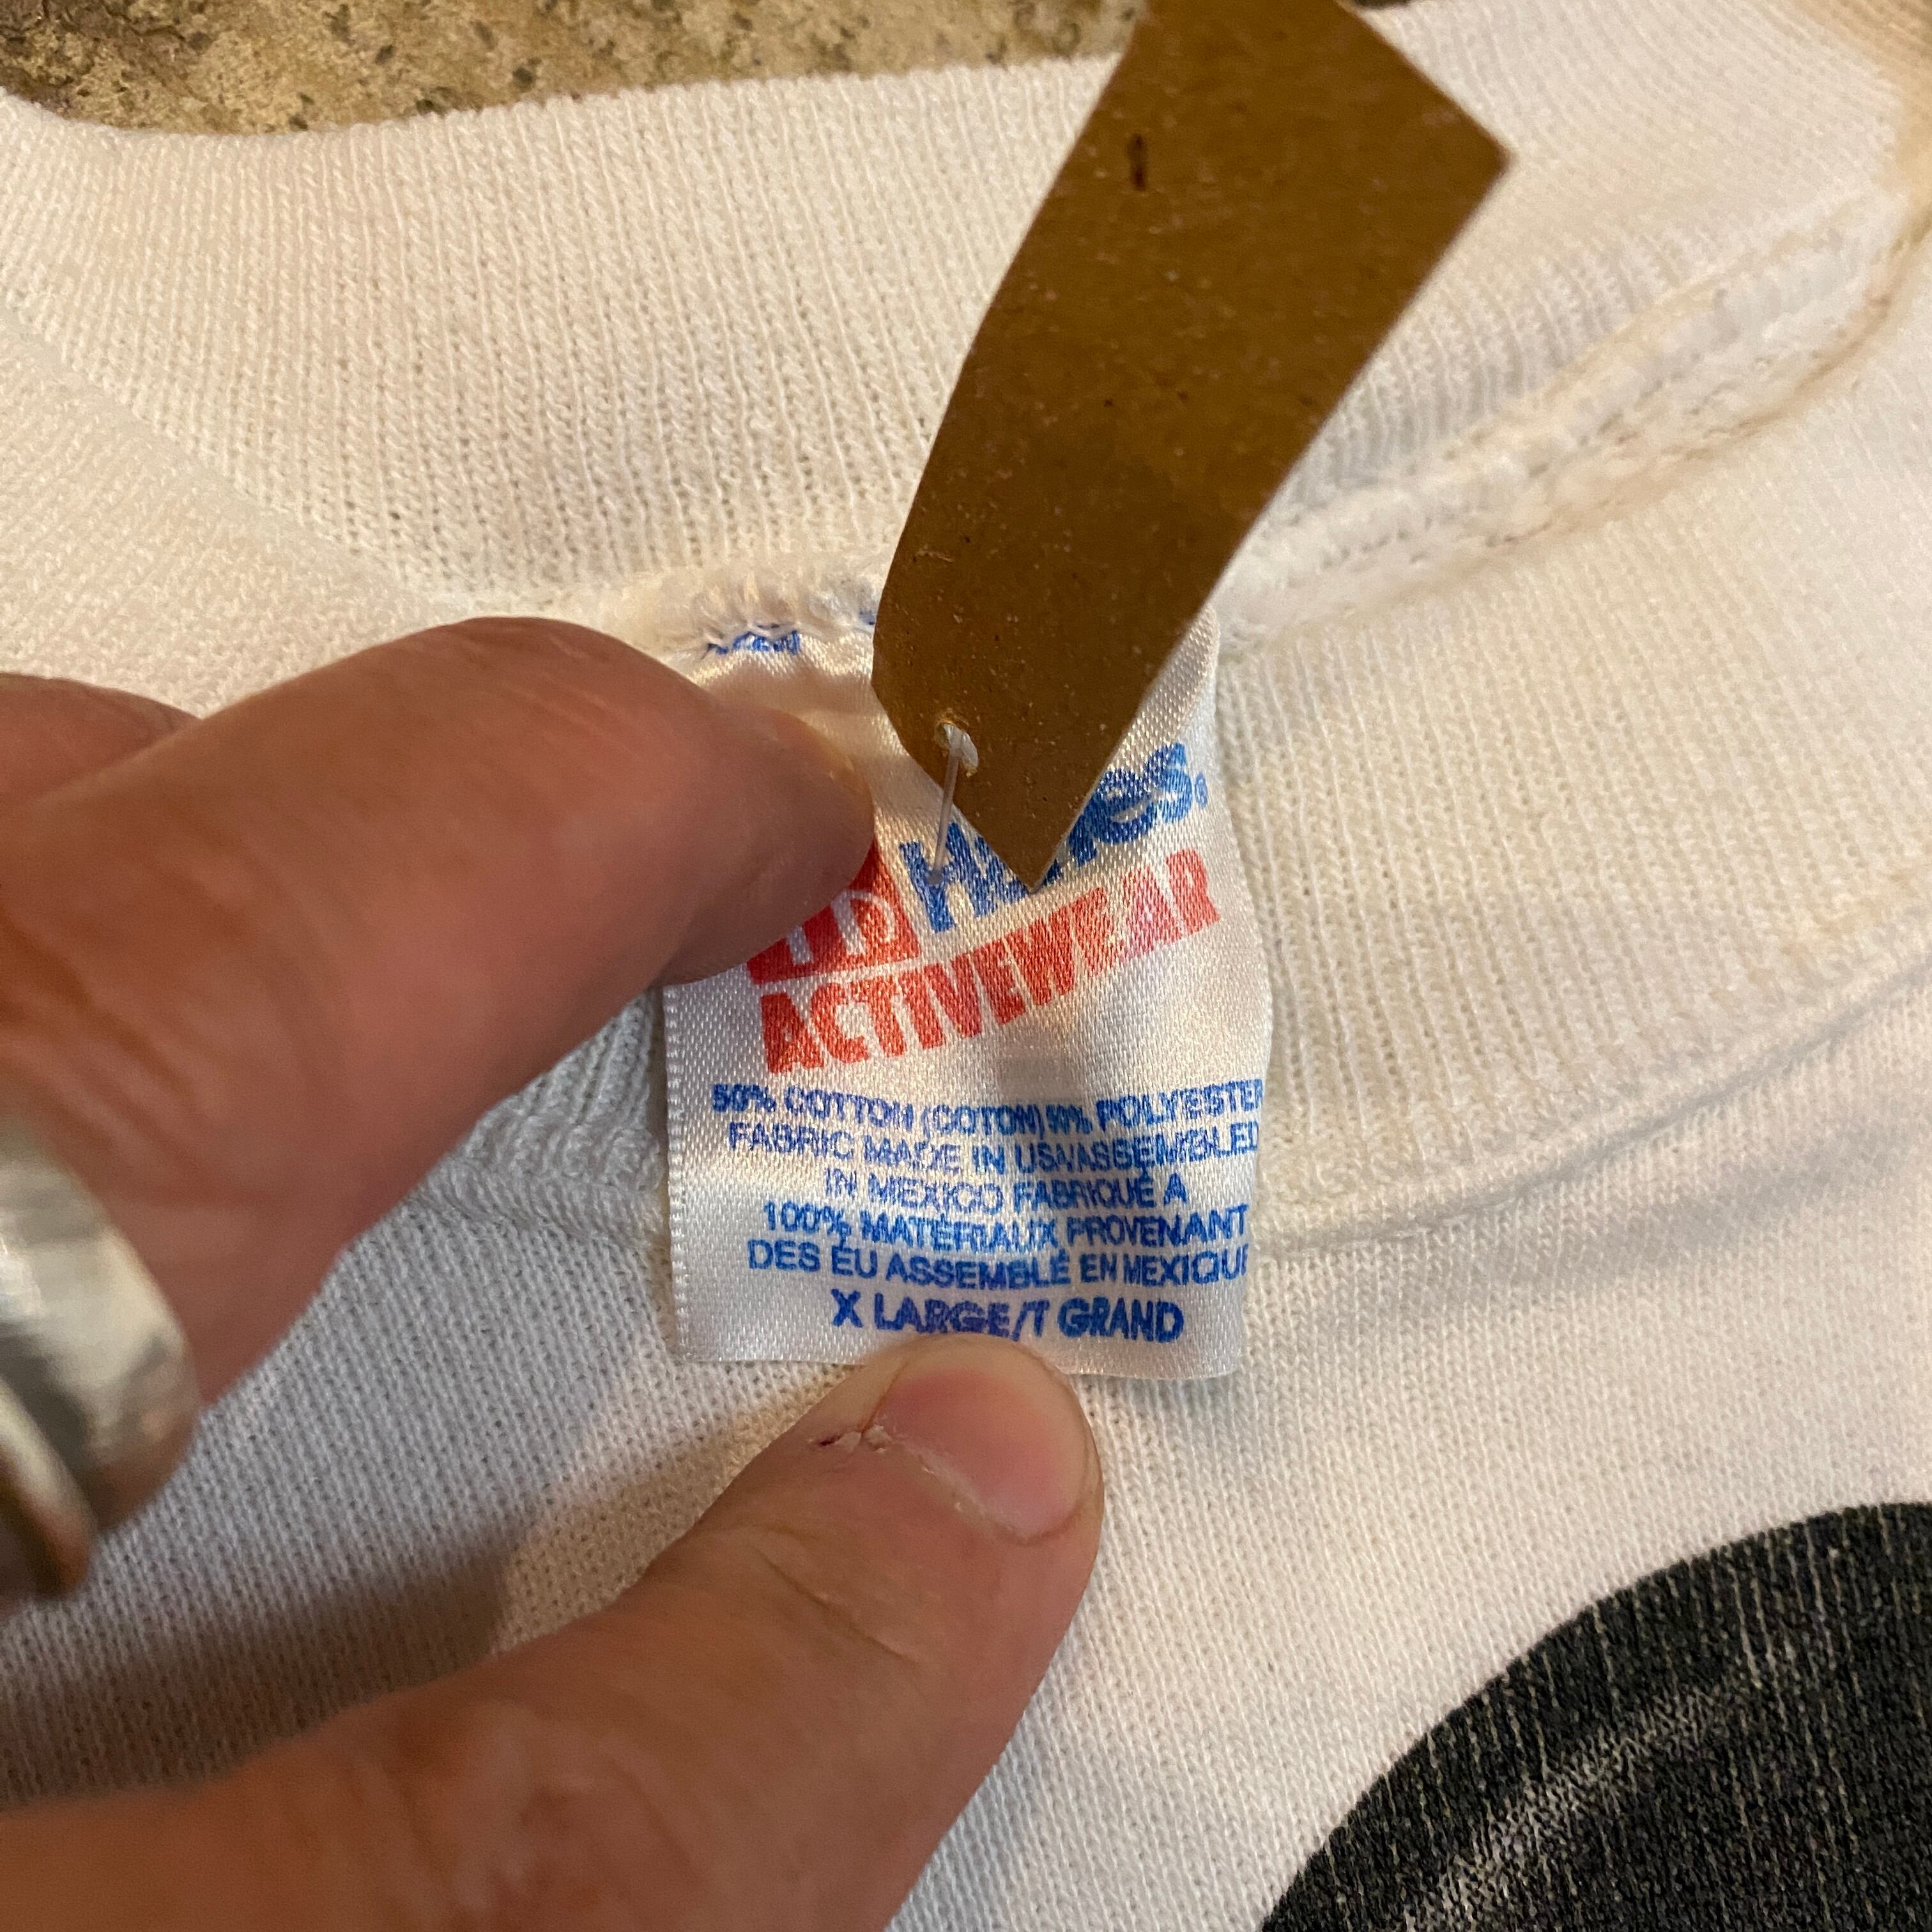 Hanes®
ACTIVEWEAR
50% COTTON (COTON) 50% POLYESTER
FABRIC MADE IN USA/ASSEMBLED
IN MEXICO FABRIQUÉ À
100% MATÉRIAUX PROVENANT
DES ÉU ASSEMBLÉ EN MEXIQUE
X LARGE/T GRAND